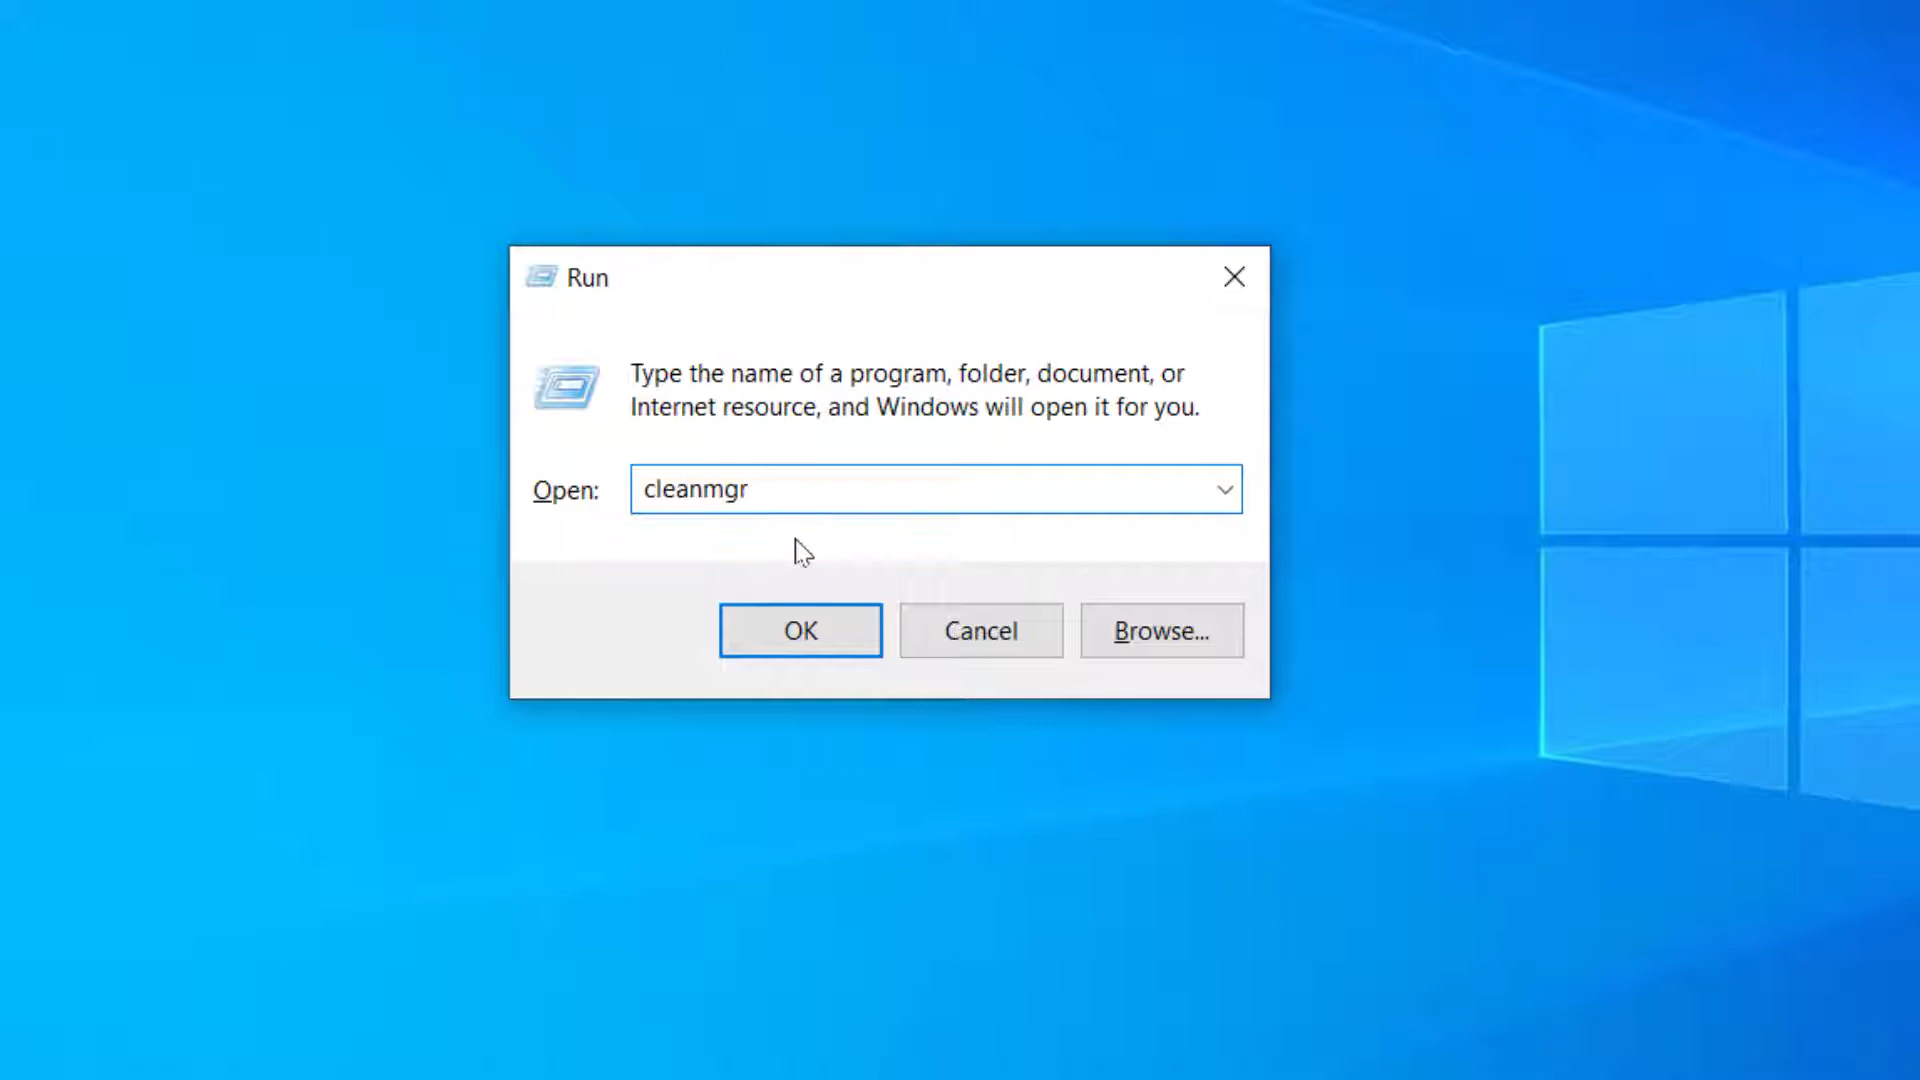 Run
Type the name of a program, folder, document, or
Internet resource, and Windows will open it for you.
Open: cleanmgr
OK Cancel Browse...